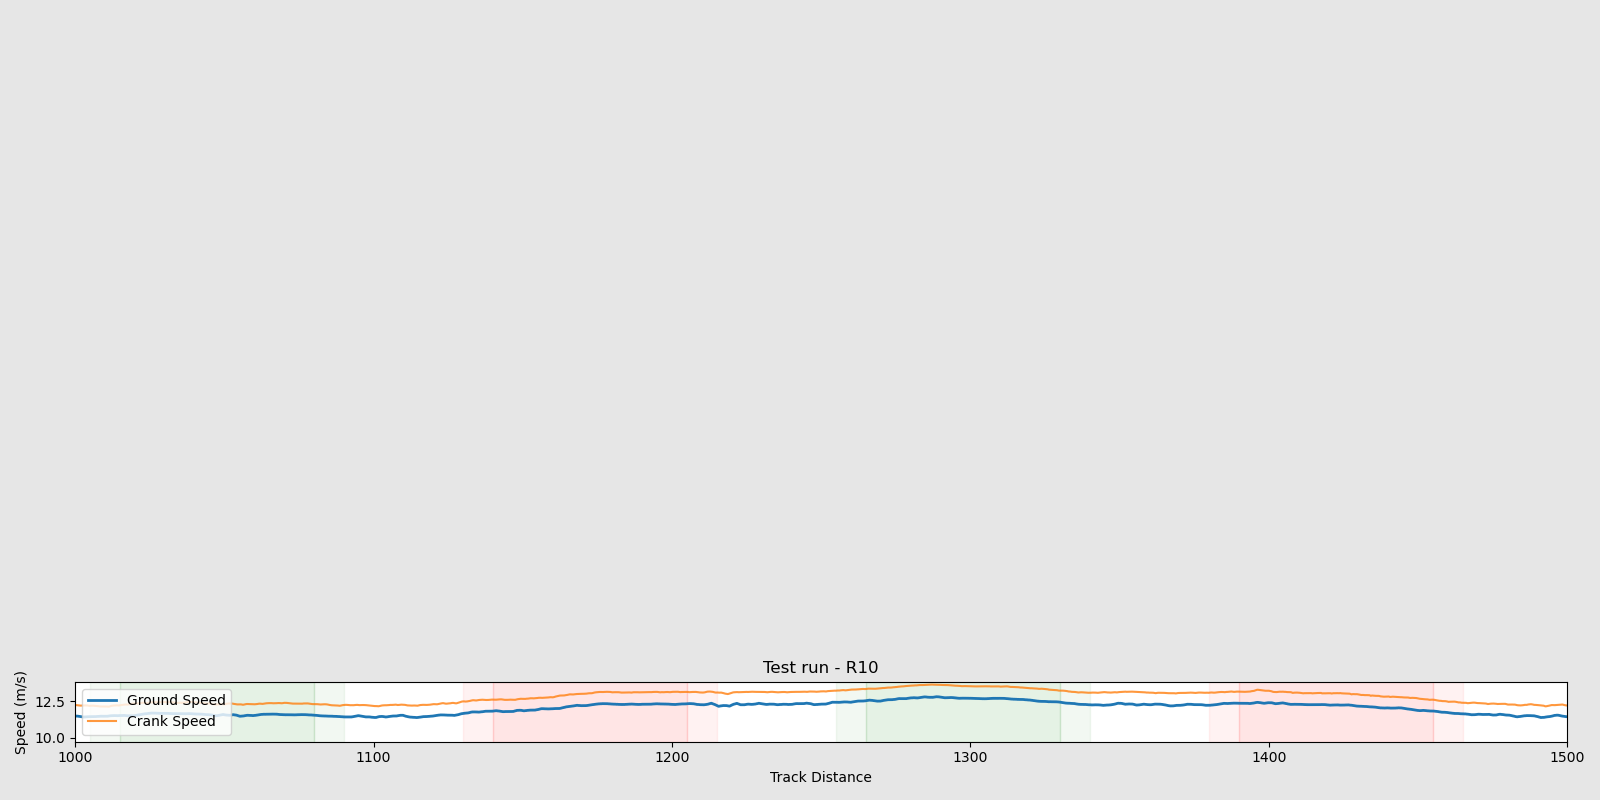 Test run - R10
Speed (m/s)
12.5
10.0
Ground Speed
Crank Speed
1000 1100 1200 1300 1400 1500
Track Distance